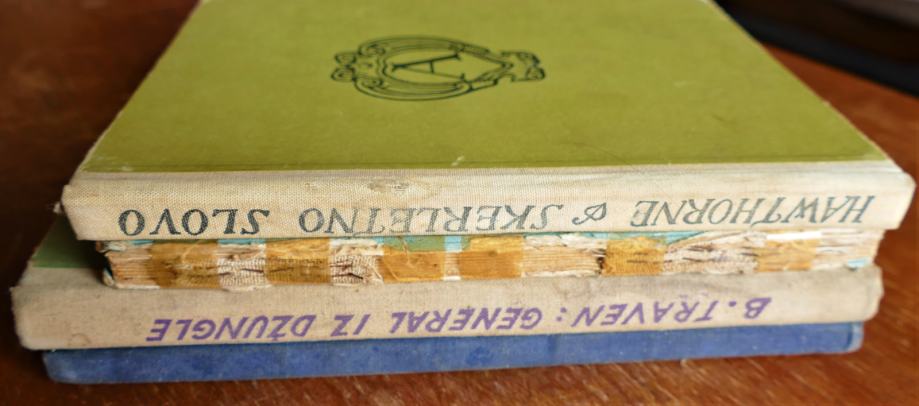 A
HAWTHORNE & SKERLETNO SLOVO
B. TRAVEN: GENERAL IZ DŽUNGLE